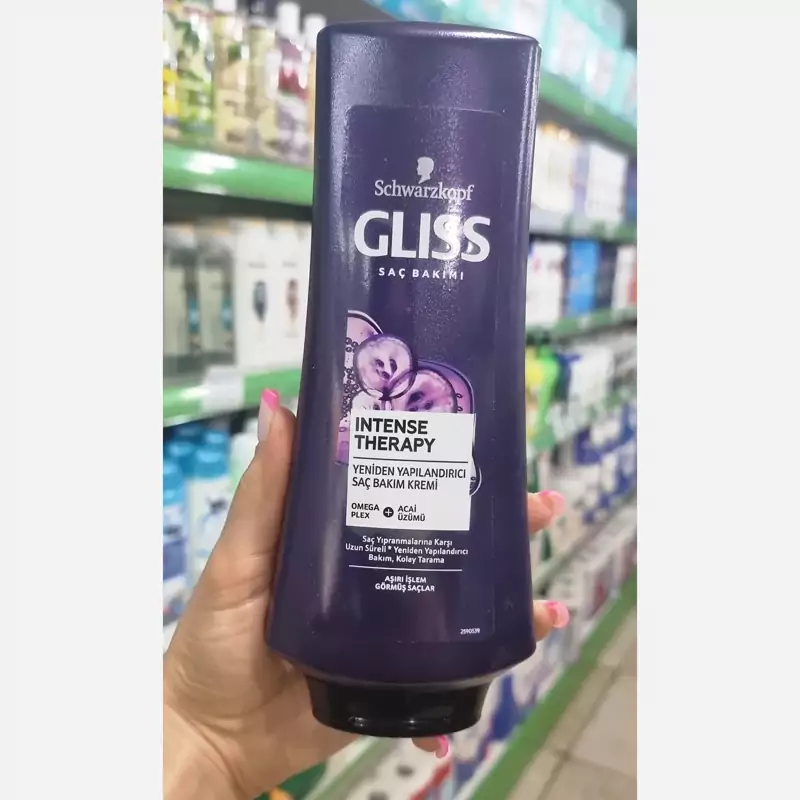 Schwarzkopf
GLISS
SAÇ BAKIMI
INTENSE
THERAPY
YENİDEN YAPILANDIRICI
SAÇ BAKIM KREMİ
OMEGA
PLEX
+
ACAİ
ÜZÜMÜ
Saç Yıpranmalarına Karşı
Uzun Süreli * Yeniden Yapılandırıcı
Bakım, Kolay Tarama
AŞIRI İŞLEM
GÖRMÜŞ SAÇLAR
2590539